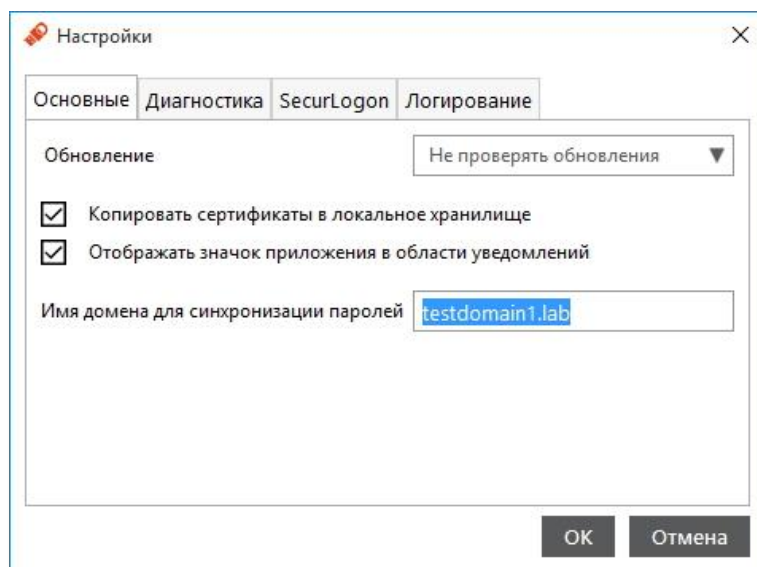 Настройки
Основные Диагностика SecurLogon Логирование
Обновление Не проверять обновления
Копировать сертификаты в локальное хранилище
Отображать значок приложения в области уведомлений
Имя домена для синхронизации паролей testdomain1.lab
ОК Отмена